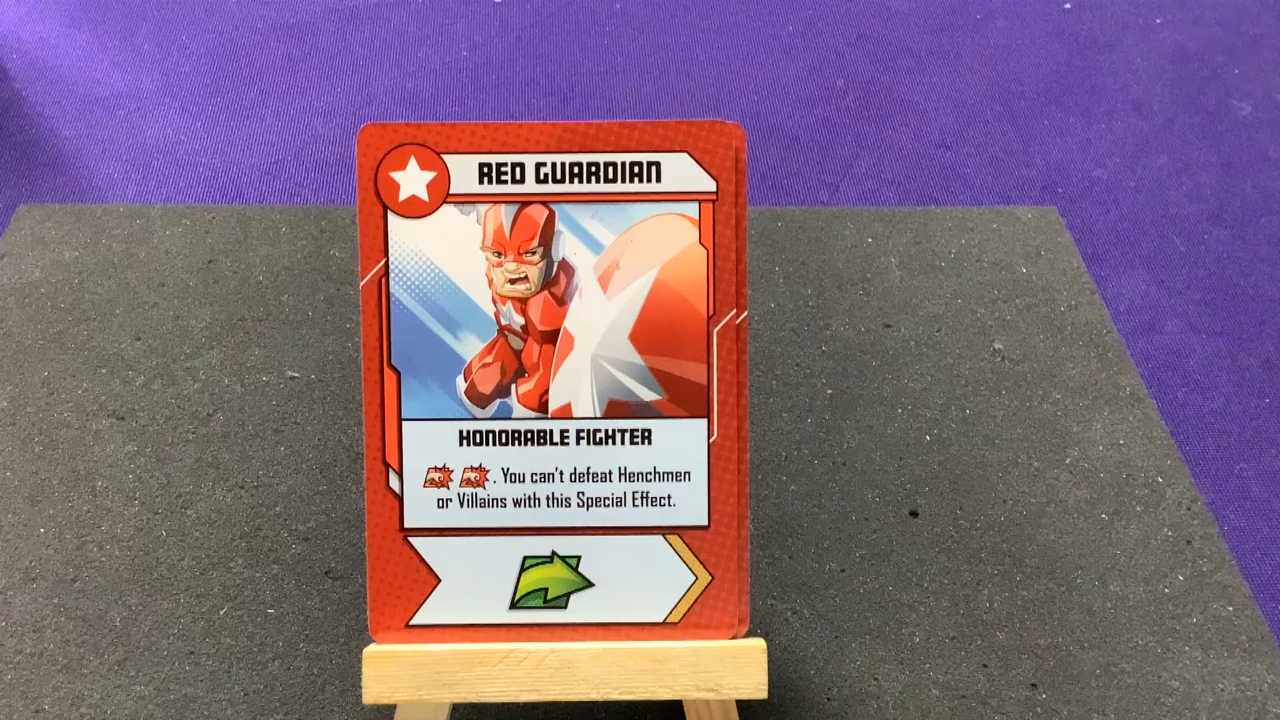 RED GUARDIAN
HONORABLE FIGHTER
. You can't defeat Henchmen
or Villains with this Special Effect.